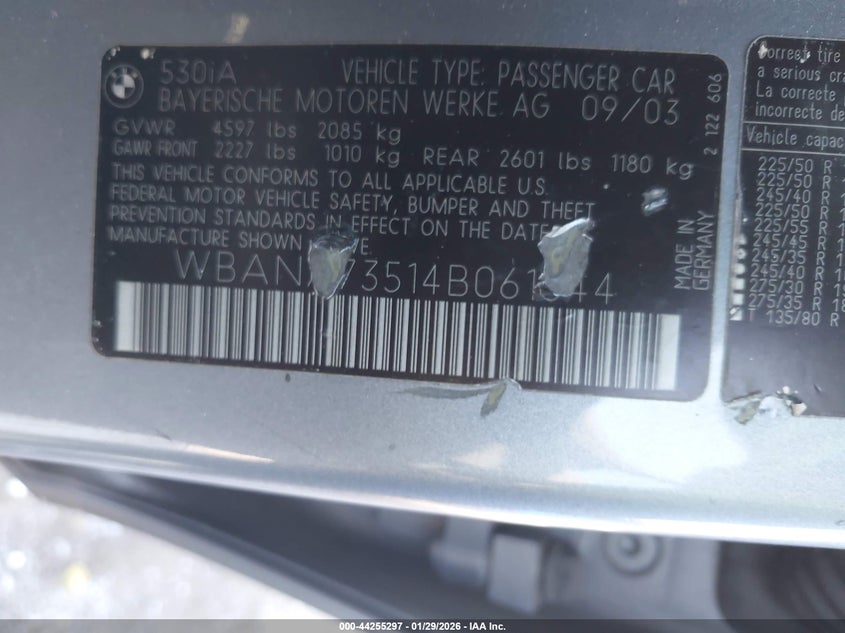 530iA VEHICLE TYPE: PASSENGER CAR
BAYERISCHE MOTOREN WERKE AG 09/03
GVWR 4597 lbs 2085 kg
GAWR FRONT 2227 lbs 1010 kg REAR 2601 lbs 1180 kg
THIS VEHICLE CONFORMS TO ALL APPLICABLE U.S.
FEDERAL MOTOR VEHICLE SAFETY, BUMPER AND THEFT
PREVENTION STANDARDS IN EFFECT ON THE DATE
MANUFACTURE SHOWN
2 122 606
MADE IN
GERMANY
correct tire
a serious
La correcte
incorrecte
Vehicle
225/50 R
225/50 R
245/40 R
225/50 R
225/55 R
245/45 R
245/35 R
245/40 R
275/30 R
275/35 R
T 135/80 R
000-44255297 - 01/29/2026 - IAA Inc.